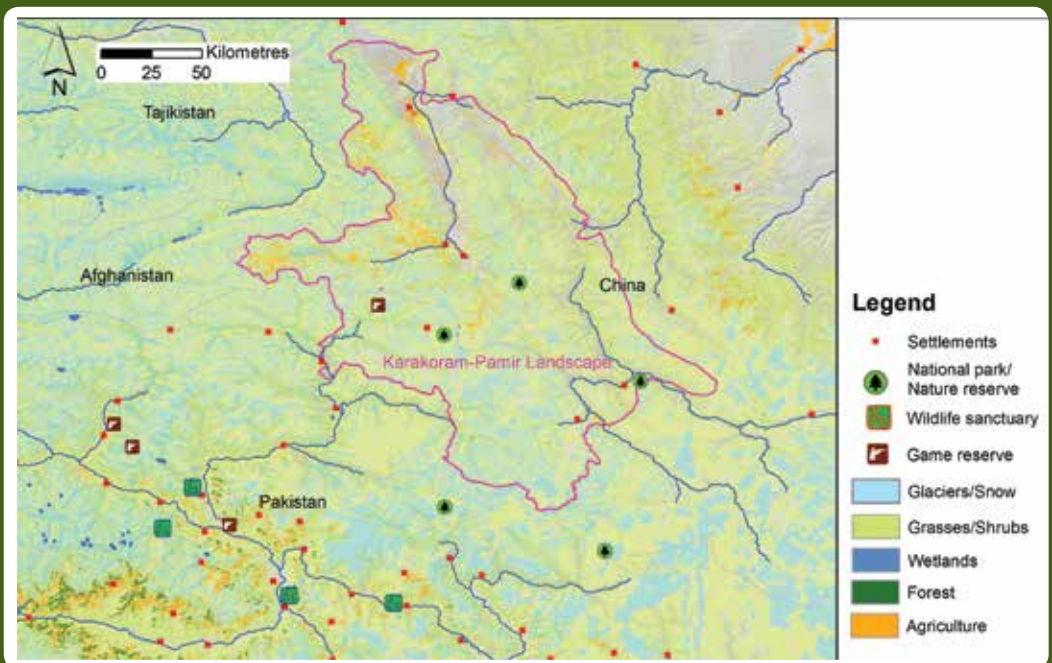 Kilometres
0 25 50
N
Tajikistan
Afghanistan
China
Karakoram-Pamir Landscape
Pakistan
Legend
Settlements
National park/
Nature reserve
Wildlife sanctuary
Game reserve
Glaciers/Snow
Grasses/Shrubs
Wetlands
Forest
Agriculture